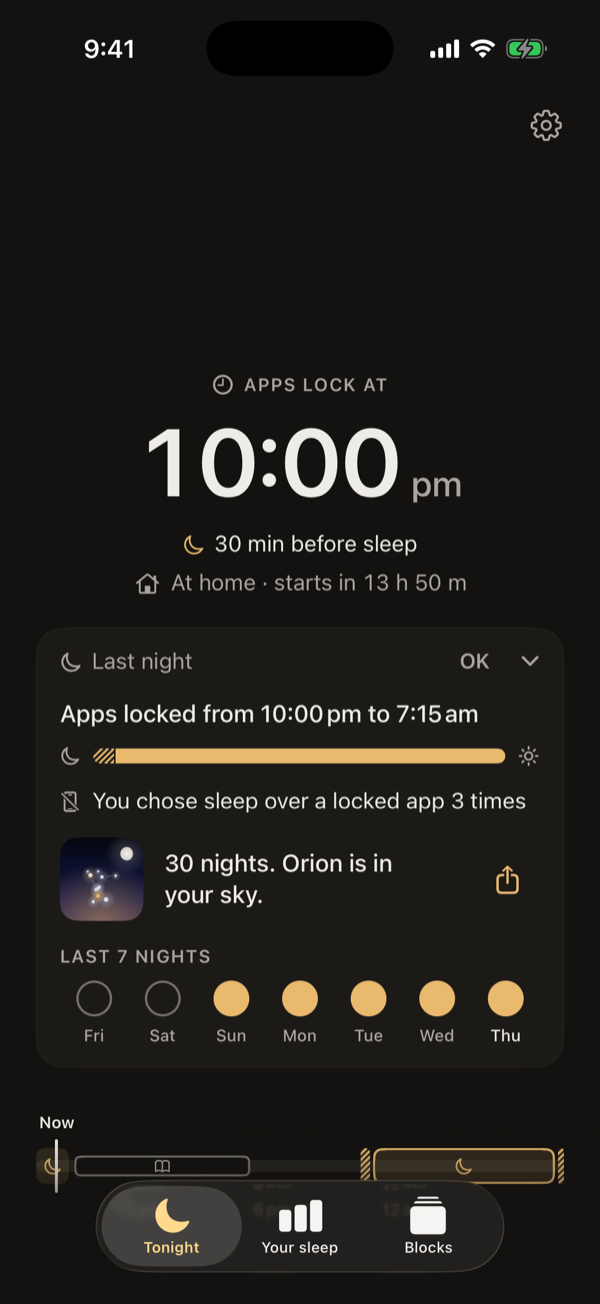 9:41
APPS LOCK AT
10:00 pm
30 min before sleep
At home · starts in 13 h 50 m
Last night
OK
Apps locked from 10:00 pm to 7:15 am
You chose sleep over a locked app 3 times
30 nights. Orion is in
your sky.
LAST 7 NIGHTS
Fri Sat Sun Mon Tue Wed Thu
Now
Tonight Your sleep Blocks